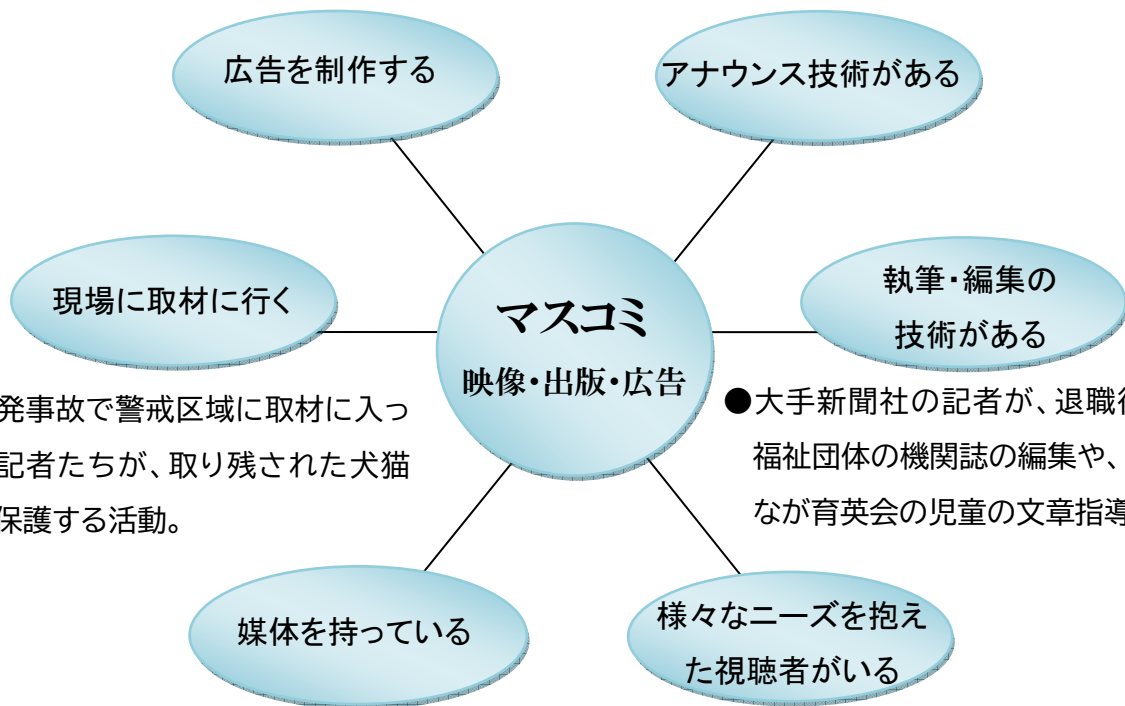 広告を制作する
アナウンス技術がある
現場に取材に行く
執筆・編集の
技術がある
マスコミ
映像・出版・広告
発事故で警戒区域に取材に入っ
記者たちが、取り残された犬猫
保護する活動。
●大手新聞社の記者が、退職後
福祉団体の機関誌の編集や、
なが育英会の児童の文章指導
媒体を持っている
様々なニーズを抱え
た視聴者がいる